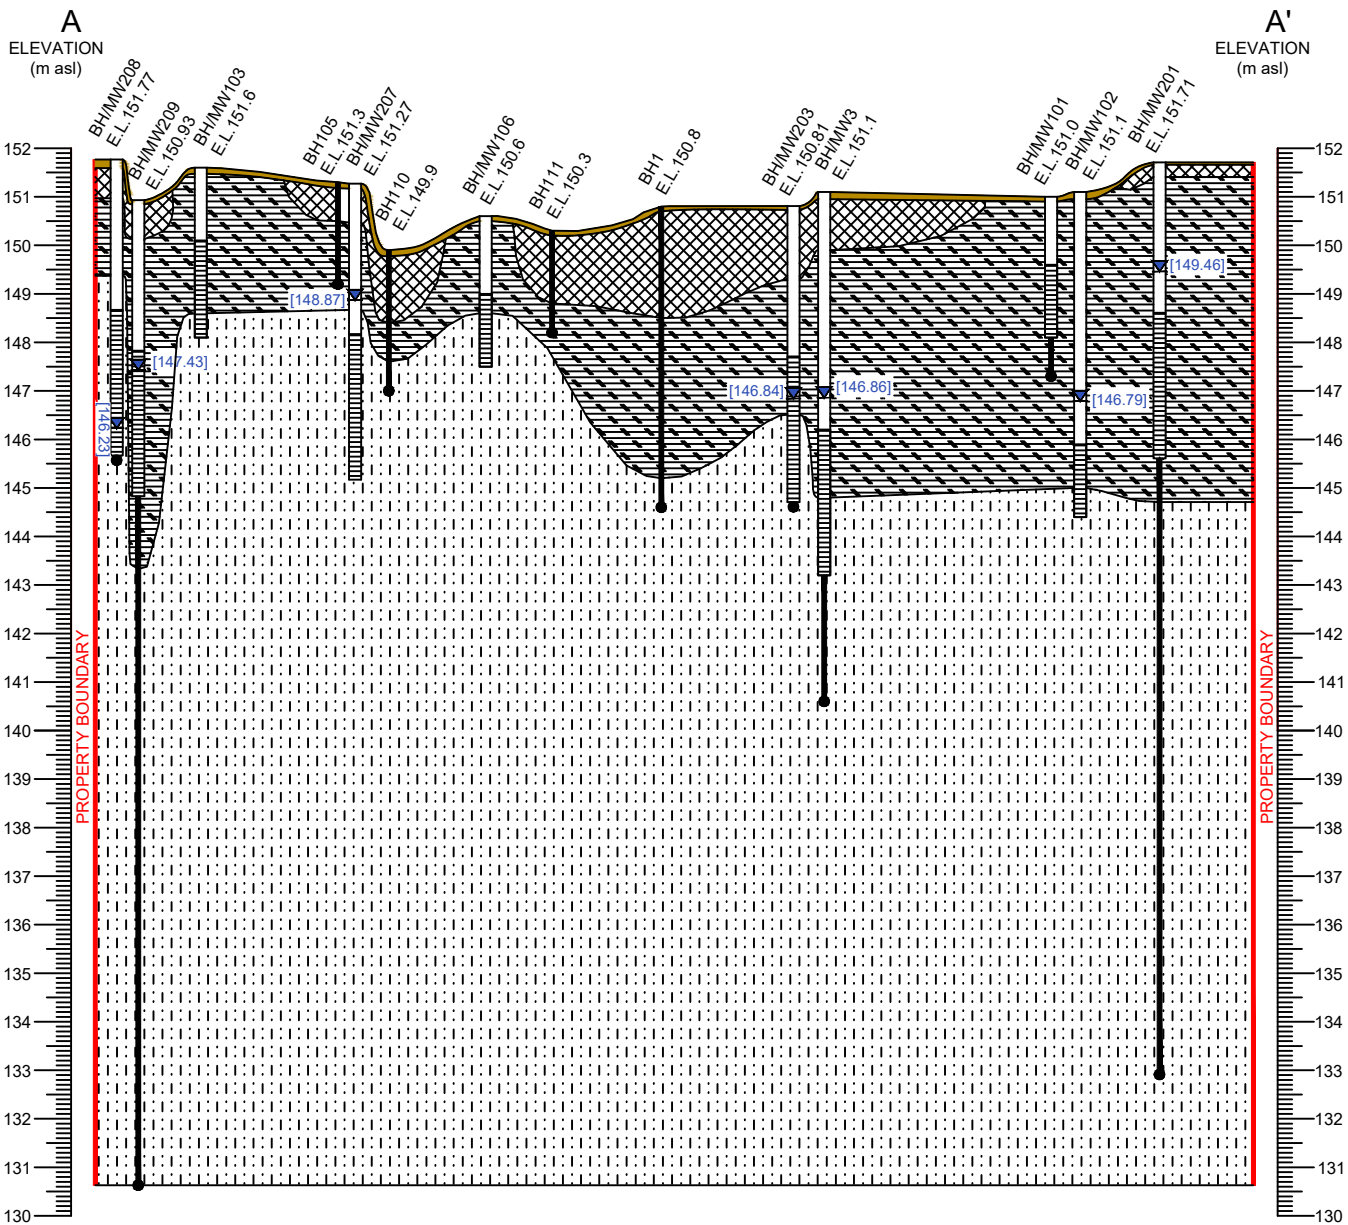 A
ELEVATION
(m asl)
A'
ELEVATION
(m asl)
BH/MW208
E.L.151.77
BH/MW209
E.L.150.93
BH/MW103
E.L.151.6
BH105
E.L.151.3
BH/MW207
E.L.151.27
BH110
E.L.149.9
BH/MW106
E.L.150.6
BH111
E.L.150.3
BH1
E.L.150.8
BH/MW203
E.L.150.81
BH/MW3
E.L.151.1
BH/MW101
E.L.151.0
BH/MW102
E.L.151.1
BH/MW201
E.L.151.71
152
151
150
149
148
147
146
145
144
143
142
141
140
139
138
137
136
135
134
133
132
131
130
PROPERTY BOUNDARY
[146.23]
[147.43]
[148.87]
[146.84]
[146.86]
[146.79]
[149.46]
PROPERTY BOUNDARY
152
151
150
149
148
147
146
145
144
143
142
141
140
139
138
137
136
135
134
133
132
131
130